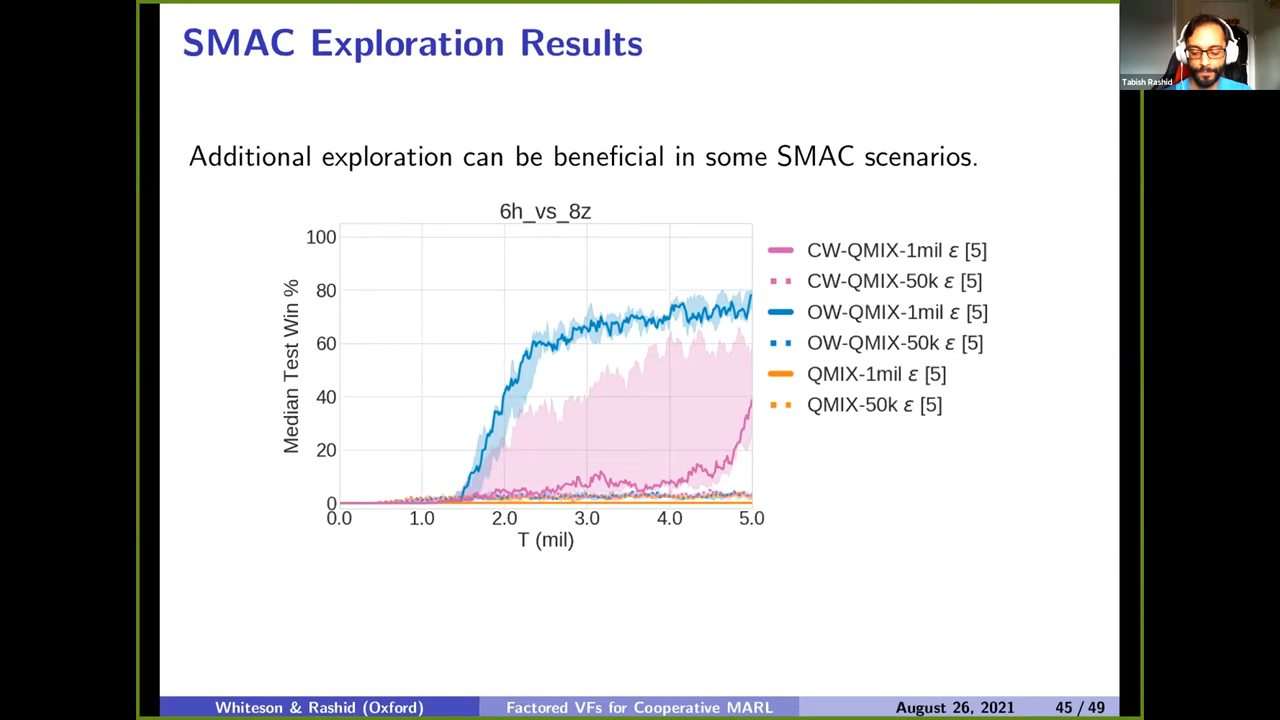 SMAC Exploration Results
Tabish Rashid
Additional exploration can be beneficial in some SMAC scenarios.
6h_vs_8z
100
80
60
40
20
0
Median Test Win %
0.0 1.0 2.0 3.0 4.0 5.0
T (mil)
CW-QMIX-1mil ε [5]
CW-QMIX-50k ε [5]
OW-QMIX-1mil ε [5]
OW-QMIX-50k ε [5]
QMIX-1mil ε [5]
QMIX-50k ε [5]
Whiteson & Rashid (Oxford) Factored VFs for Cooperative MARL August 26, 2021 45 / 49